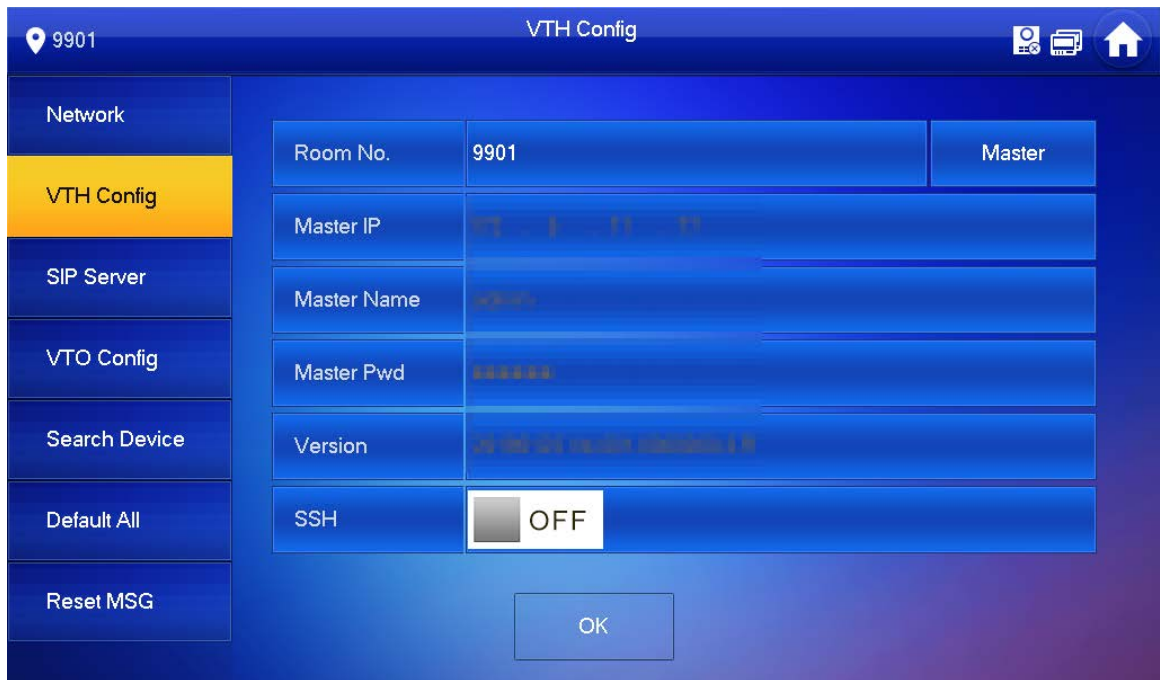 9901
VTH Config
Network
VTH Config
SIP Server
VTO Config
Search Device
Default All
Reset MSG
Room No. 9901 Master
Master IP
Master Name
Master Pwd
Version
SSH OFF
OK